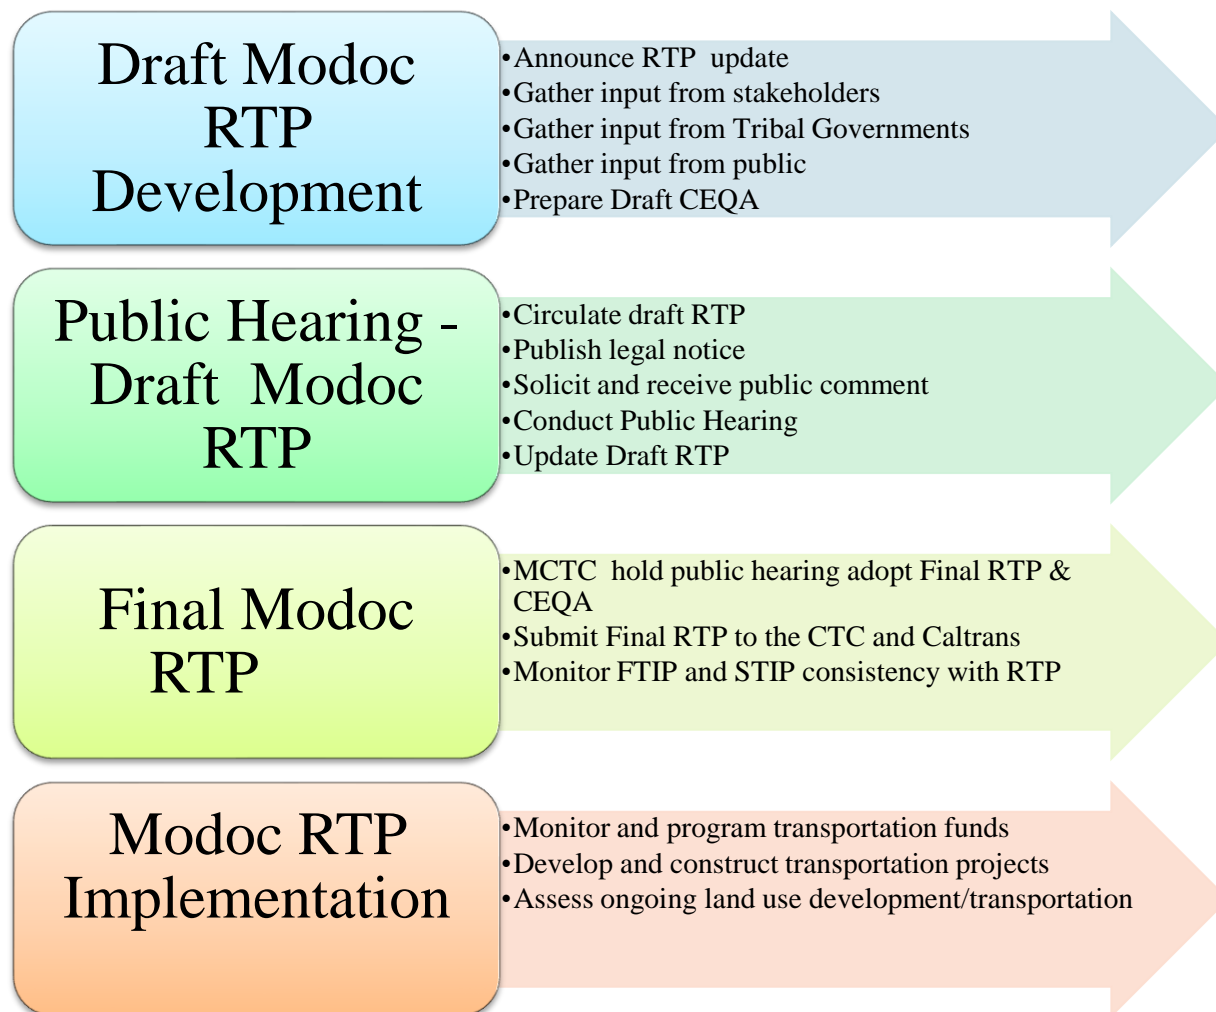 Draft Modoc
RTP
Development
•Announce RTP  update
•Gather input from stakeholders
•Gather input from Tribal Governments
•Gather input from public
•Prepare Draft CEQA
Public Hearing -
Draft  Modoc
RTP
•Circulate draft RTP
•Publish legal notice
•Solicit and receive public comment
•Conduct Public Hearing
•Update Draft RTP
Final Modoc
RTP
•MCTC  hold public hearing adopt Final RTP &
CEQA
•Submit Final RTP to the CTC and Caltrans
•Monitor FTIP and STIP consistency with RTP
Modoc RTP
Implementation
•Monitor and program transportation funds
•Develop and construct transportation projects
•Assess ongoing land use development/transportation